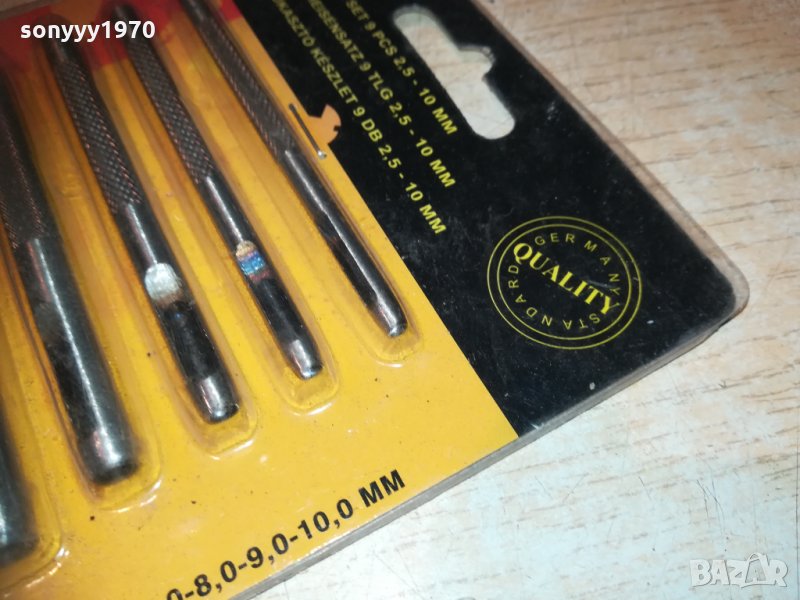 sonyyy1970
SET 9 PCS 2,5 - 10 MM
9 TLG 2,5 - 10 MM
KÉSZLET 9 DB 2,5 - 10 MM
GERMANY
QUALITY
STANDARD
0-8,0-9,0-10,0 MM
BAZAR